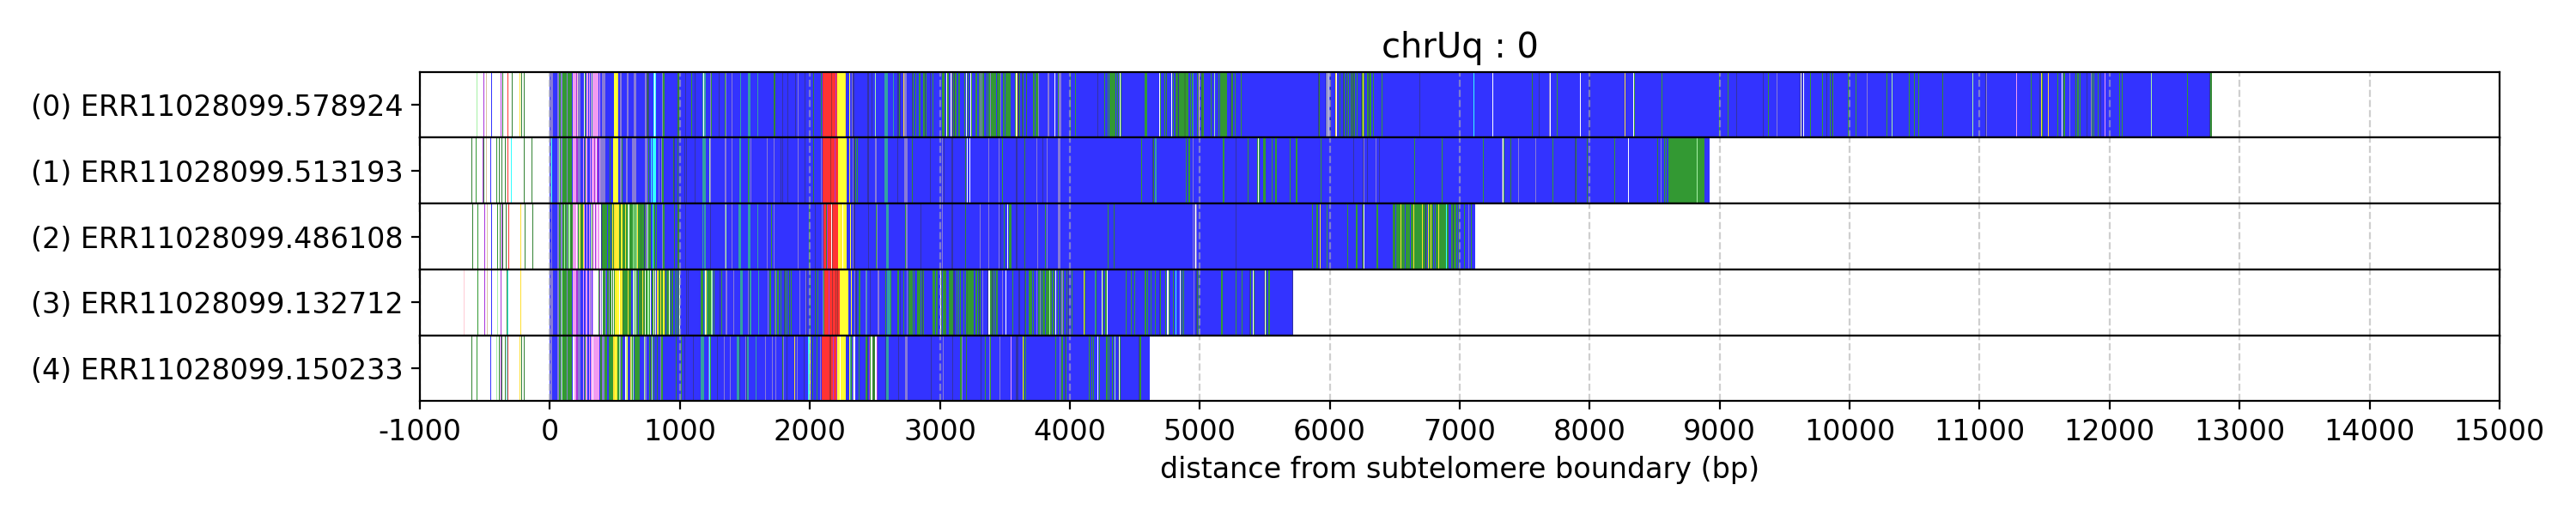 chrUq : 0
(0) ERR11028099.578924
(1) ERR11028099.513193
(2) ERR11028099.486108
(3) ERR11028099.132712
(4) ERR11028099.150233
-1000 0 1000 2000 3000 4000 5000 6000 7000 8000 9000 10000 11000 12000 13000 14000 15000
distance from subtelomere boundary (bp)